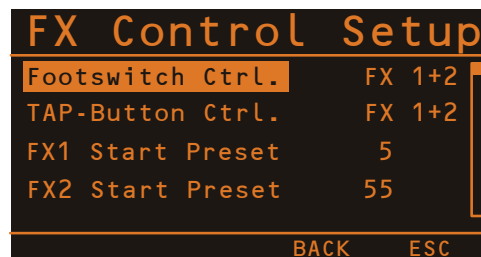 FX Control Setup
Footswitch Ctrl. FX 1+2
TAP-Button Ctrl. FX 1+2
FX1 Start Preset 5
FX2 Start Preset 55
BACK ESC